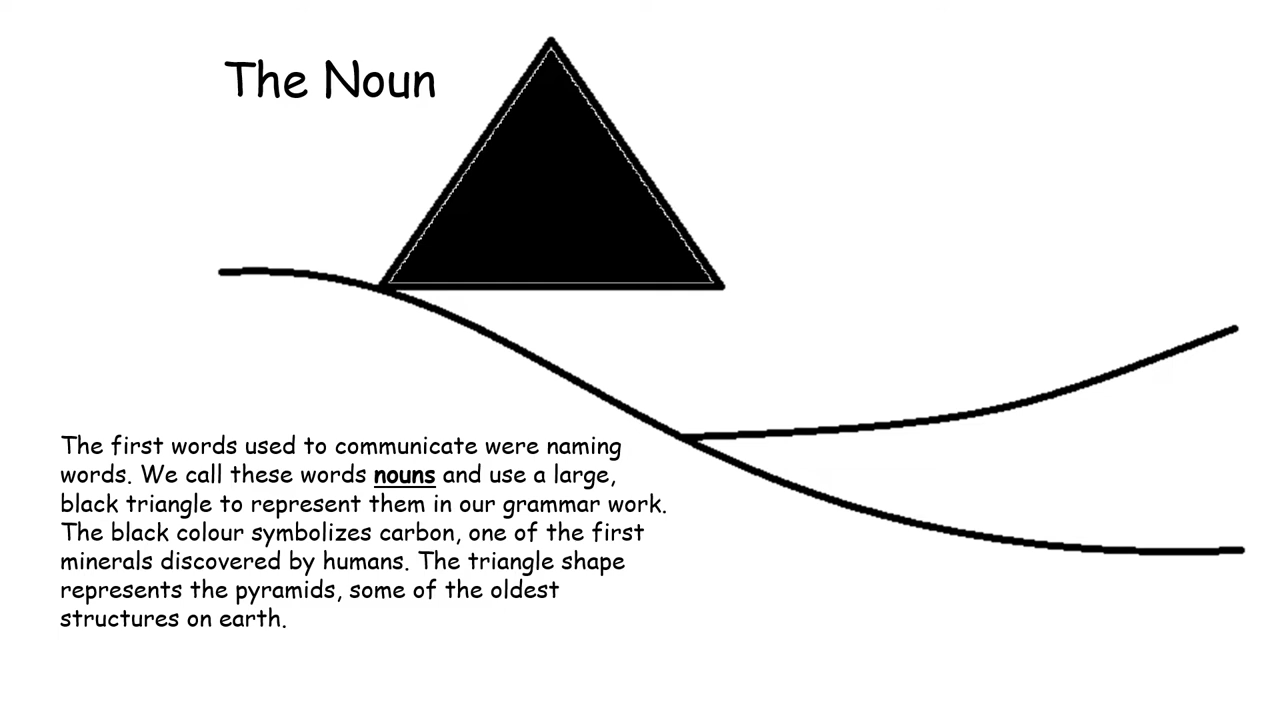 The Noun
The first words used to communicate were naming
words. We call these words nouns and use a large,
black triangle to represent them in our grammar work.
The black colour symbolizes carbon, one of the first
minerals discovered by humans. The triangle shape
represents the pyramids, some of the oldest
structures on earth.